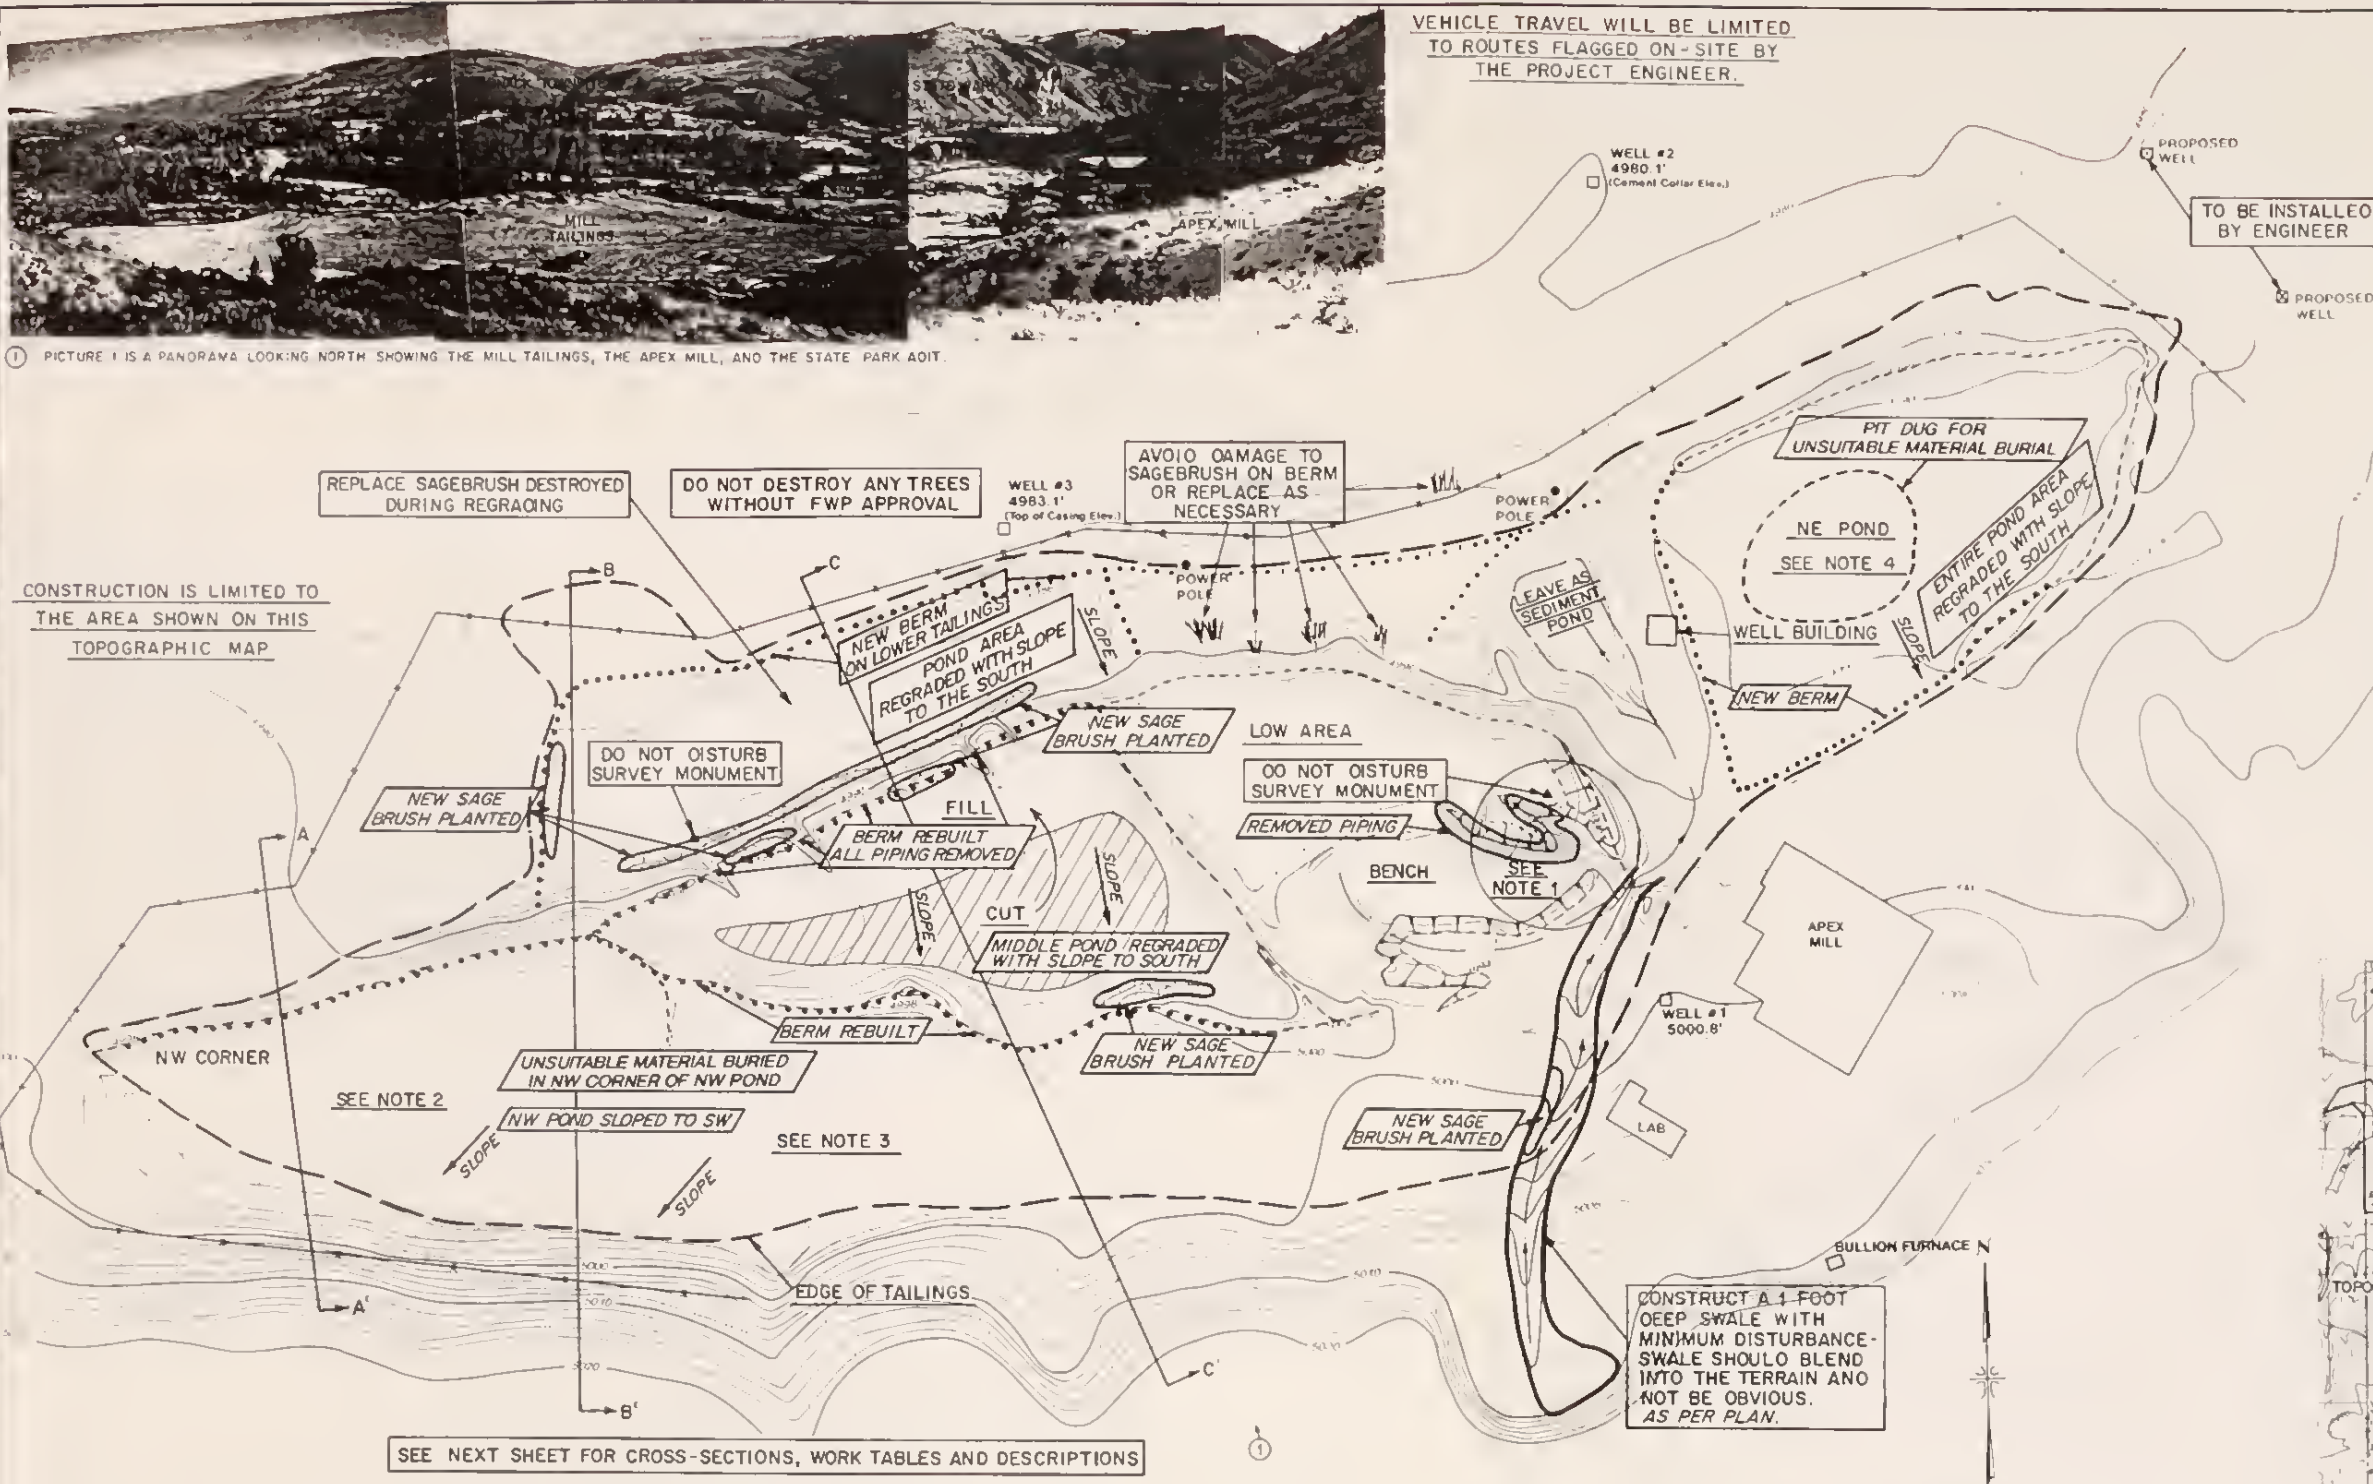 VEHICLE TRAVEL WILL BE LIMITED
TO ROUTES FLAGGED ON-SITE BY
THE PROJECT ENGINEER.
MILL
TAILINGS
APEX MILL
1 PICTURE 1 IS A PANORAMA LOOKING NORTH SHOWING THE MILL TAILINGS, THE APEX MILL, AND THE STATE PARK ADIT.
WELL #2
4980.1'
(Cement Collar Elev.)
PROPOSED
WELL
TO BE INSTALLED
BY ENGINEER
PROPOSED
WELL
REPLACE SAGEBRUSH DESTROYED
DURING REGRADING
DO NOT DESTROY ANY TREES
WITHOUT FWP APPROVAL
WELL #3
4983.1'
(Top of Casing Elev.)
AVOID DAMAGE TO
SAGEBRUSH ON BERM
OR REPLACE AS
NECESSARY
POWER
POLE
PIT DUG FOR
UNSUITABLE MATERIAL BURIAL
NE POND
SEE NOTE 4
ENTIRE POND AREA
REGRADED WITH SLOPE
TO THE SOUTH
SLOPE
CONSTRUCTION IS LIMITED TO
THE AREA SHOWN ON THIS
TOPOGRAPHIC MAP
B
C
NEW BERM
ON LOWER TAILINGS
POND AREA
REGRADED WITH SLOPE
TO THE SOUTH
SLOPE
POWER
POLE
LEAVE AS
SEDIMENT
POND
WELL BUILDING
NEW BERM
NEW SAGE
BRUSH PLANTED
LOW AREA
DO NOT DISTURB
SURVEY MONUMENT
DO NOT DISTURB
SURVEY MONUMENT
NEW SAGE
BRUSH PLANTED
FILL
REMOVED PIPING
A
BERM REBUILT
ALL PIPING REMOVED
SLOPE
BENCH
SEE
NOTE 1
SLOPE
CUT
APEX
MILL
MIDDLE POND REGRADED
WITH SLOPE TO SOUTH
4998
WELL #1
5000.8'
BERM REBUILT
NEW SAGE
BRUSH PLANTED
5000
NW CORNER
UNSUITABLE MATERIAL BURIED
IN NW CORNER OF NW POND
5000
SEE NOTE 2
NW POND SLOPED TO SW
NEW SAGE
BRUSH PLANTED
LAB
SLOPE
SEE NOTE 3
SLOPE
BULLION FURNACE
N
5000
5010
EDGE OF TAILINGS
5010
A'
CONSTRUCT A 1 FOOT
DEEP SWALE WITH
MINIMUM DISTURBANCE-
SWALE SHOULD BLEND
INTO THE TERRAIN AND
NOT BE OBVIOUS.
AS PER PLAN.
TOPO
5020
C'
B'
SEE NEXT SHEET FOR CROSS-SECTIONS, WORK TABLES AND DESCRIPTIONS
1